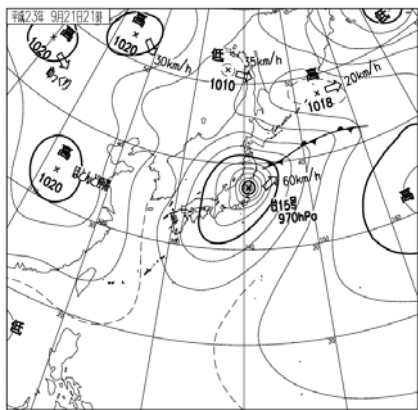 平成23年 9月21日21時
高
1020
ゆっくり
高
1020
30km/h
低
1010
35km/h
高
1018
20km/h
低
高
1020
ほとんど停滞
60km/h
台15号
970hPa
高
低